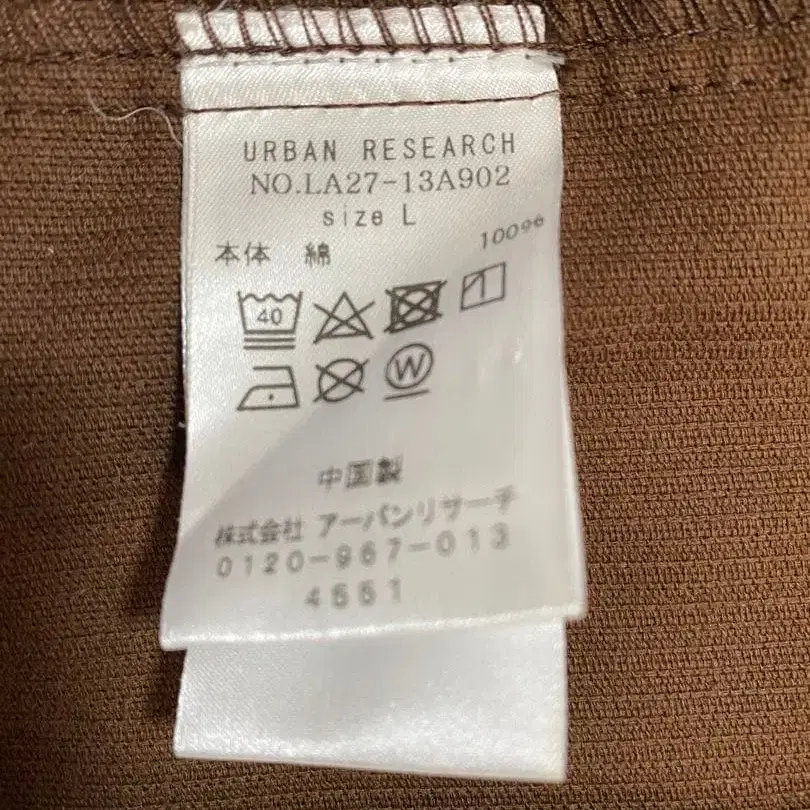 URBAN RESEARCH
NO.LA27-13A902
size L
本体 綿 100%
40
W
中国製
株式会社 アーバンリサーチ
0120-967-013
4551